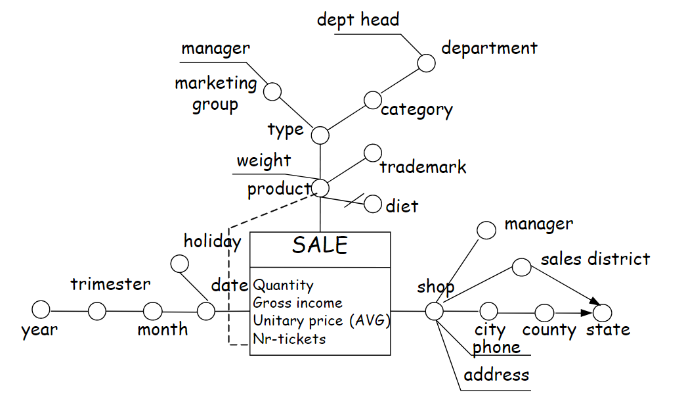 dept head
manager
department
marketing
group
category
type
weight
trademark
product
diet
manager
holiday
SALE
sales district
trimester
date
Quantity
shop
Gross income
Unitary price (AVG)
year
month
city
county
state
Nr-tickets
phone
address